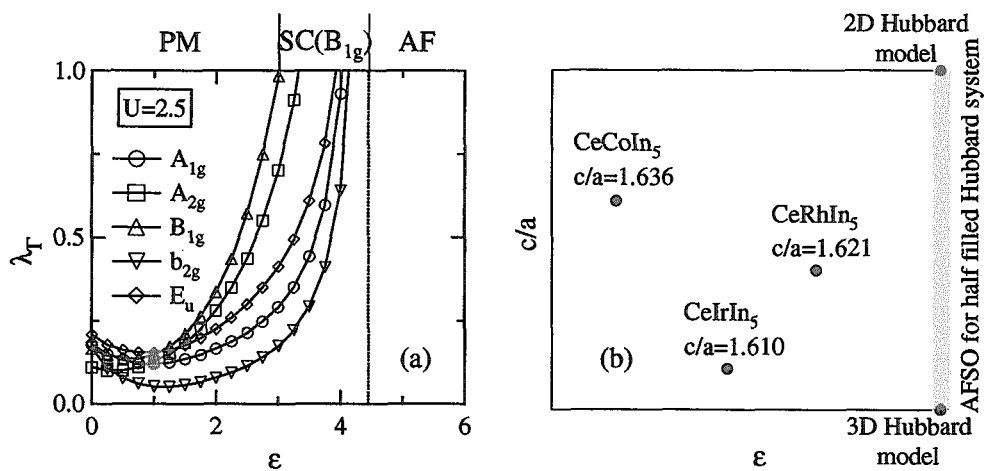 PM
SC(B1g)
AF
1.0
0.5
0.0
λT
U=2.5
A1g
A2g
B1g
b2g
Eu
(a)
0
2
4
6
ε
2D Hubbard
model
CeCoIn5
c/a=1.636
CeRhIn5
c/a=1.621
CeIrIn5
c/a=1.610
(b)
c/a
ε
3D Hubbard
model
AFSO for half filled Hubbard system